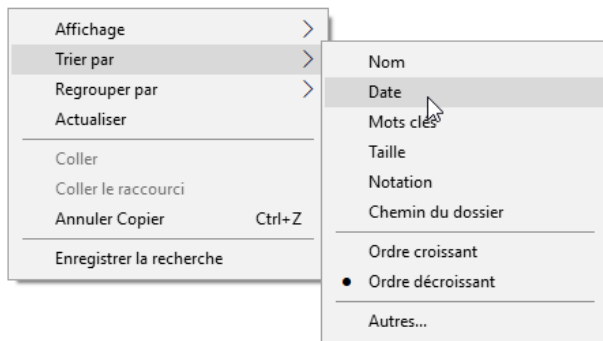 Affichage
Trier par
Regrouper par
Actualiser
Coller
Coller le raccourci
Annuler Copier Ctrl+Z
Enregistrer la recherche
Nom
Date
Mots clés
Taille
Notation
Chemin du dossier
Ordre croissant
Ordre décroissant
Autres...